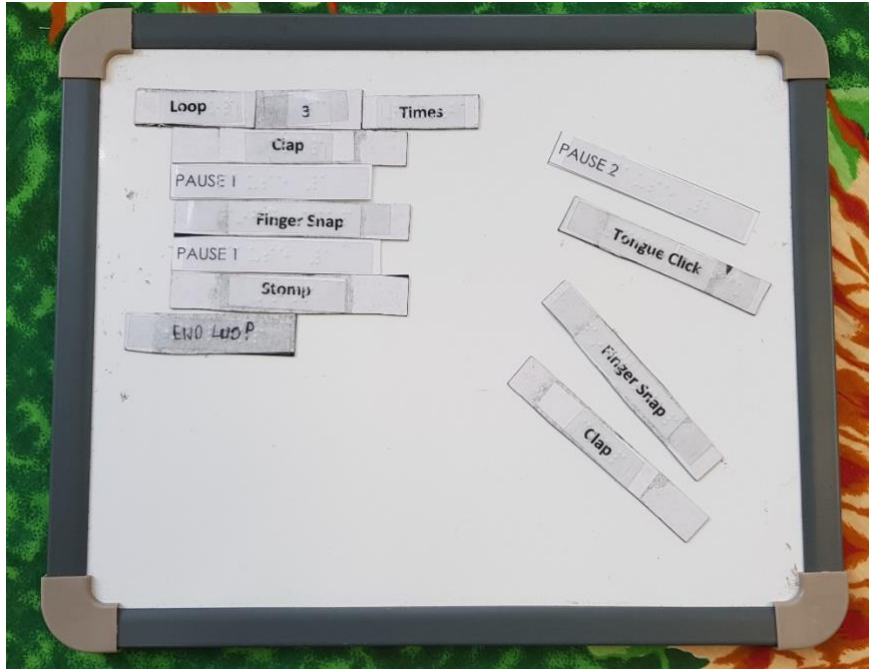 Loop 3 Times
Clap
PAUSE 1
Finger Snap
PAUSE 1
Stomp
END LOOP
PAUSE 2
Tongue Click
Finger Snap
Clap